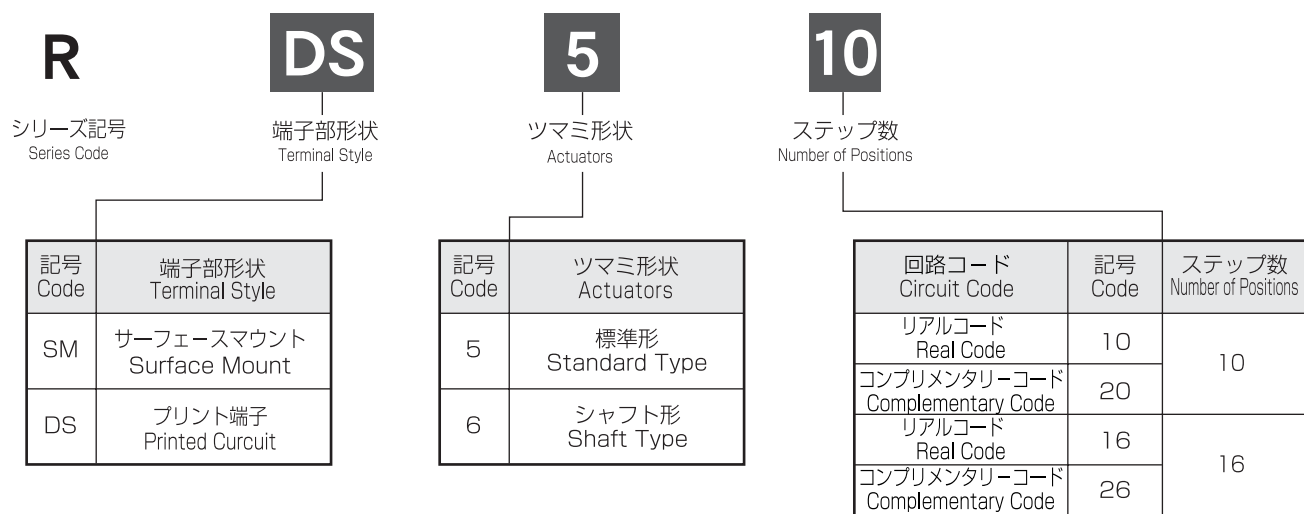 R DS 5 10
シリーズ記号 端子部形状 ツマミ形状 ステップ数
Series Code Terminal Style Actuators Number of Positions
記号 端子部形状
Code Terminal Style
SM サーフェースマウント
Surface Mount
DS プリント端子
Printed Curcuit
記号 ツマミ形状
Code Actuators
5 標準形
Standard Type
6 シャフト形
Shaft Type
回路コード 記号 ステップ数
Circuit Code Code Number of Positions
リアルコード
Real Code 10
10
コンプリメンタリーコード
Complementary Code 20
リアルコード
Real Code 16
16
コンプリメンタリーコード
Complementary Code 26